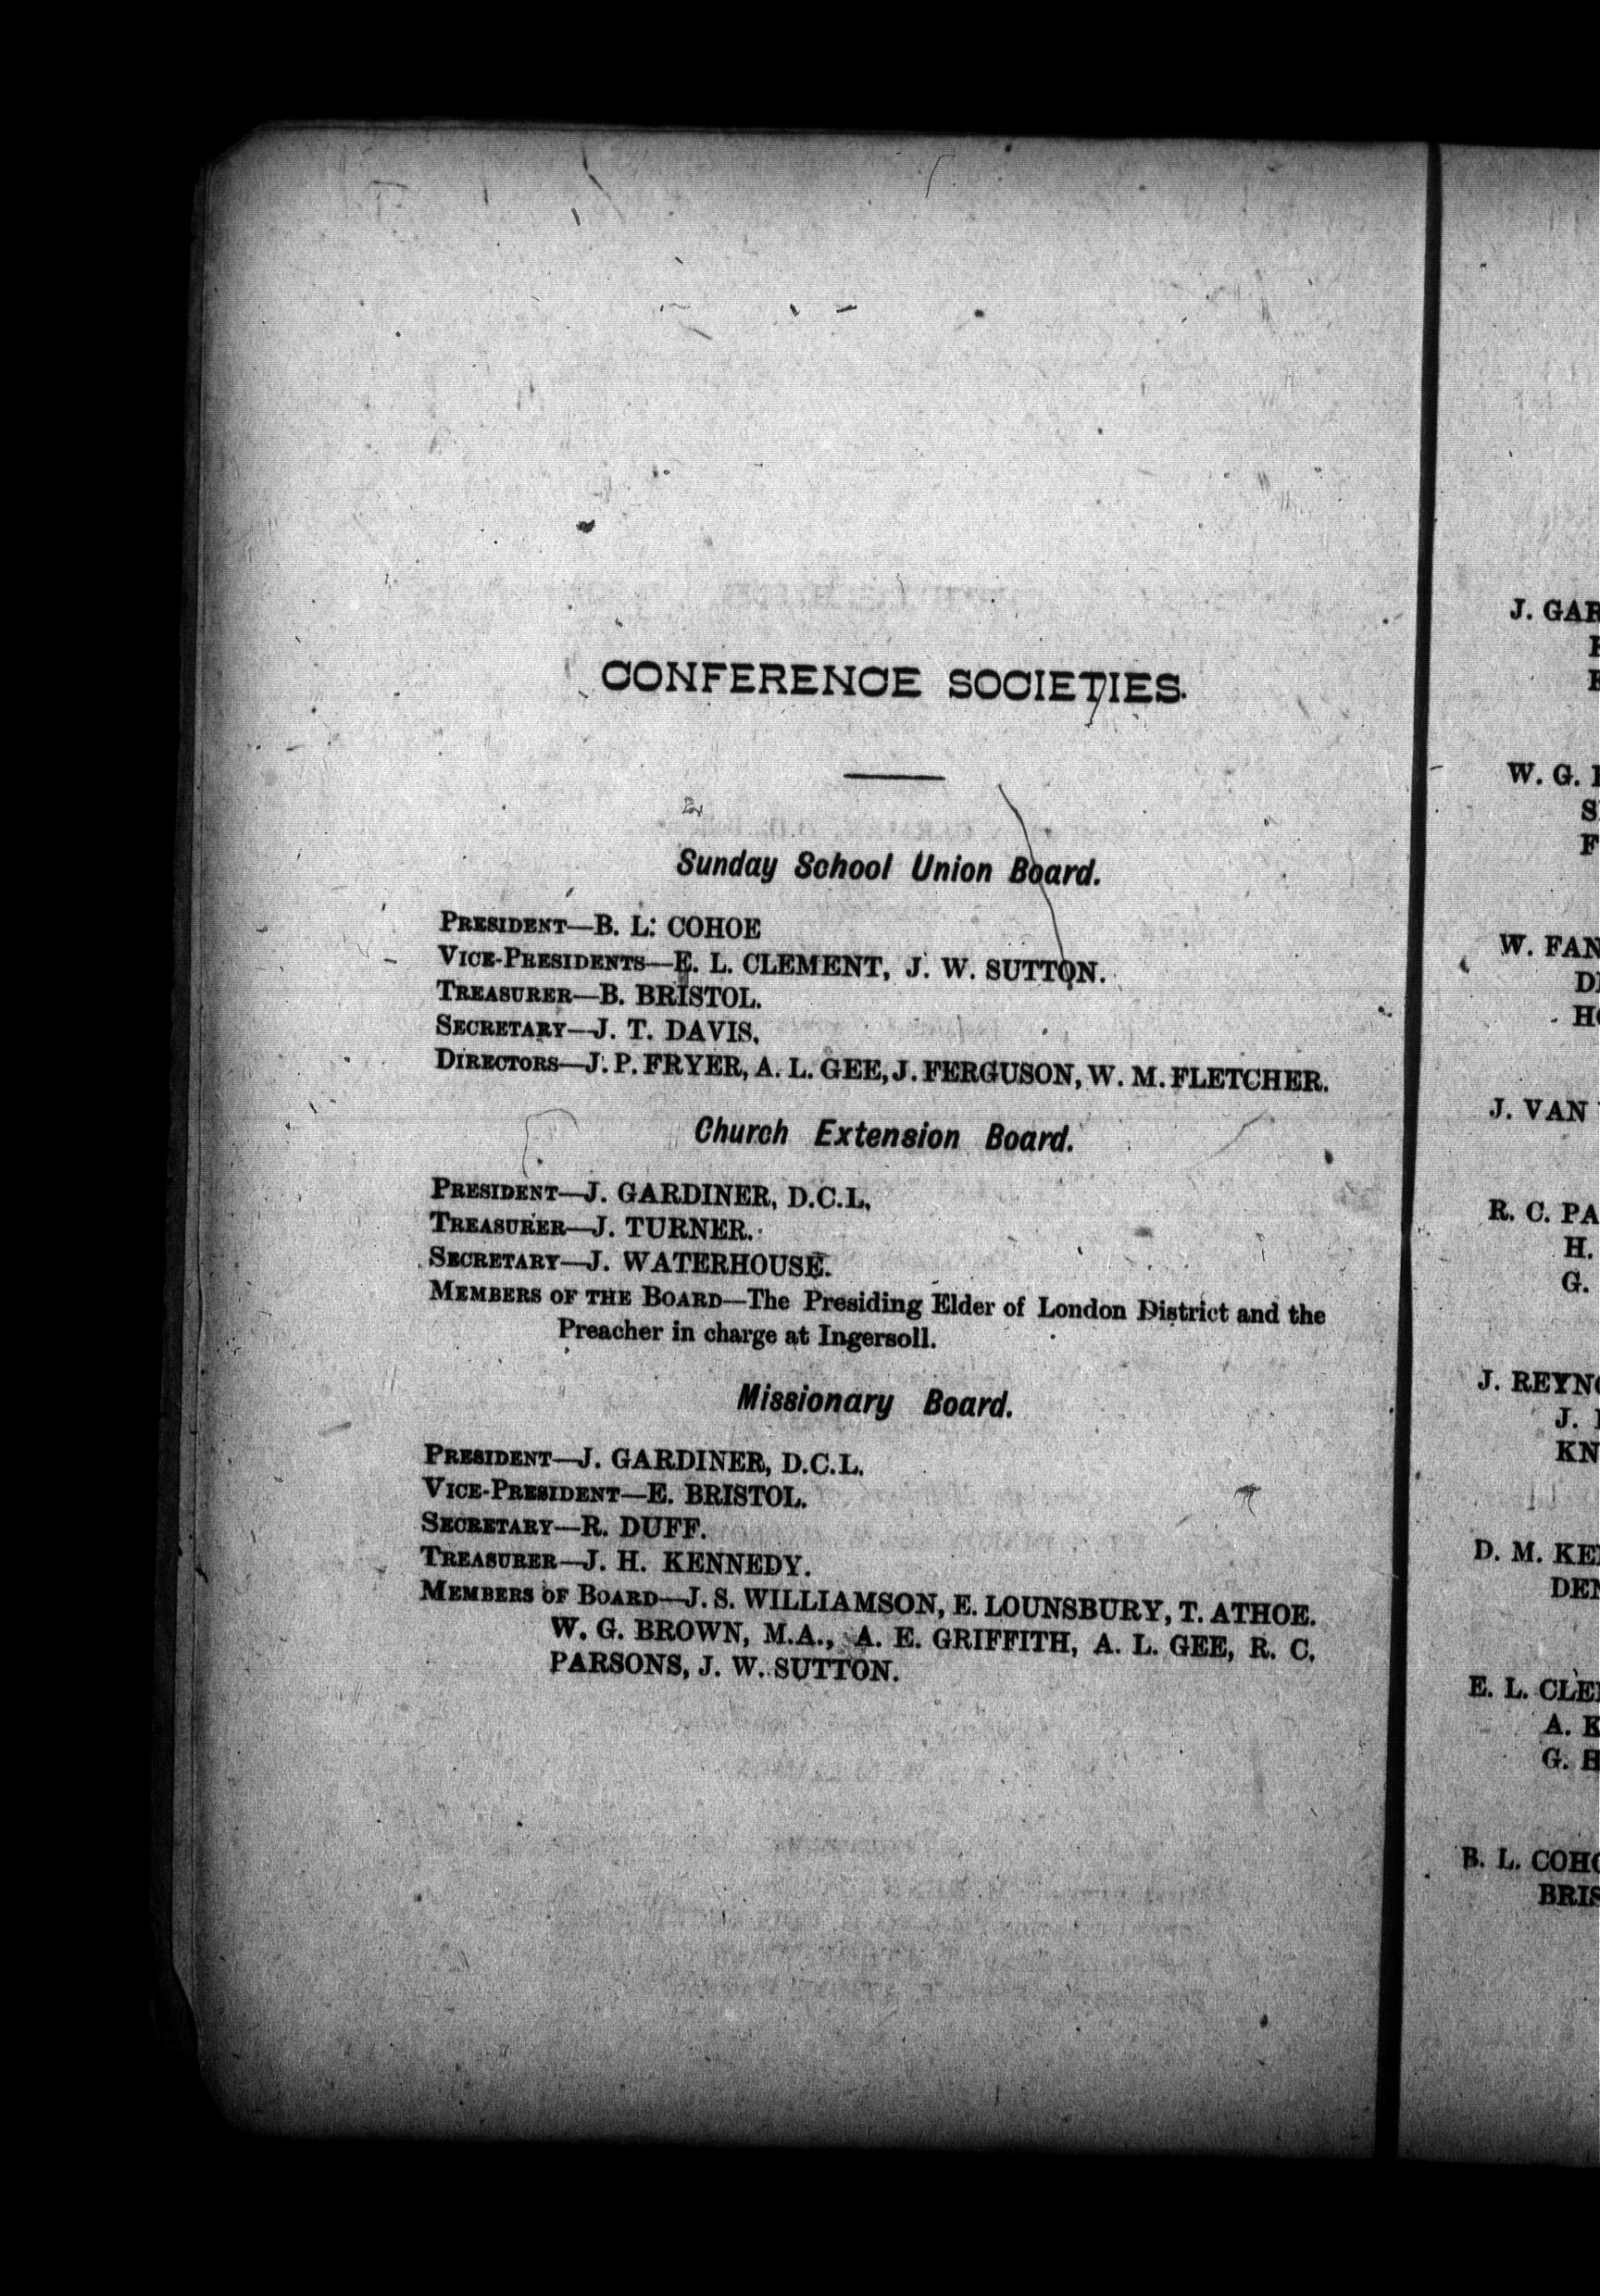 CONFERENCE SOCIETIES.
Sunday School Union Board.
PRESIDENT—B. L. COHOE
VICE-PRESIDENTS—E. L. CLEMENT, J. W. SUTTON.
TREASURER—B. BRISTOL.
SECRETARY—J. T. DAVIS.
DIRECTORS—J. P. FRYER, A. L. GEE, J. FERGUSON, W. M. FLETCHER.
Church Extension Board.
PRESIDENT—J. GARDINER, D.C.L.
TREASURER—J. TURNER.
SECRETARY—J. WATERHOUSE.
MEMBERS OF THE BOARD—The Presiding Elder of London District and the
Preacher in charge at Ingersoll.
Missionary Board.
PRESIDENT—J. GARDINER, D.C.L.
VICE-PRESIDENT—E. BRISTOL.
SECRETARY—R. DUFF.
TREASURER—J. H. KENNEDY.
MEMBERS OF BOARD—J. S. WILLIAMSON, E. LOUNSBURY, T. ATHOE.
W. G. BROWN, M.A., A. E. GRIFFITH, A. L. GEE, R. C.
PARSONS, J. W. SUTTON.
J. GAR
W. G.
W. FAN
J. VAN
R. C. PA
H.
G.
J. REYN
J.
KN
D. M. KE
DEN
E. L. CLE
A. K
G. H
B. L. COHO
BRIS